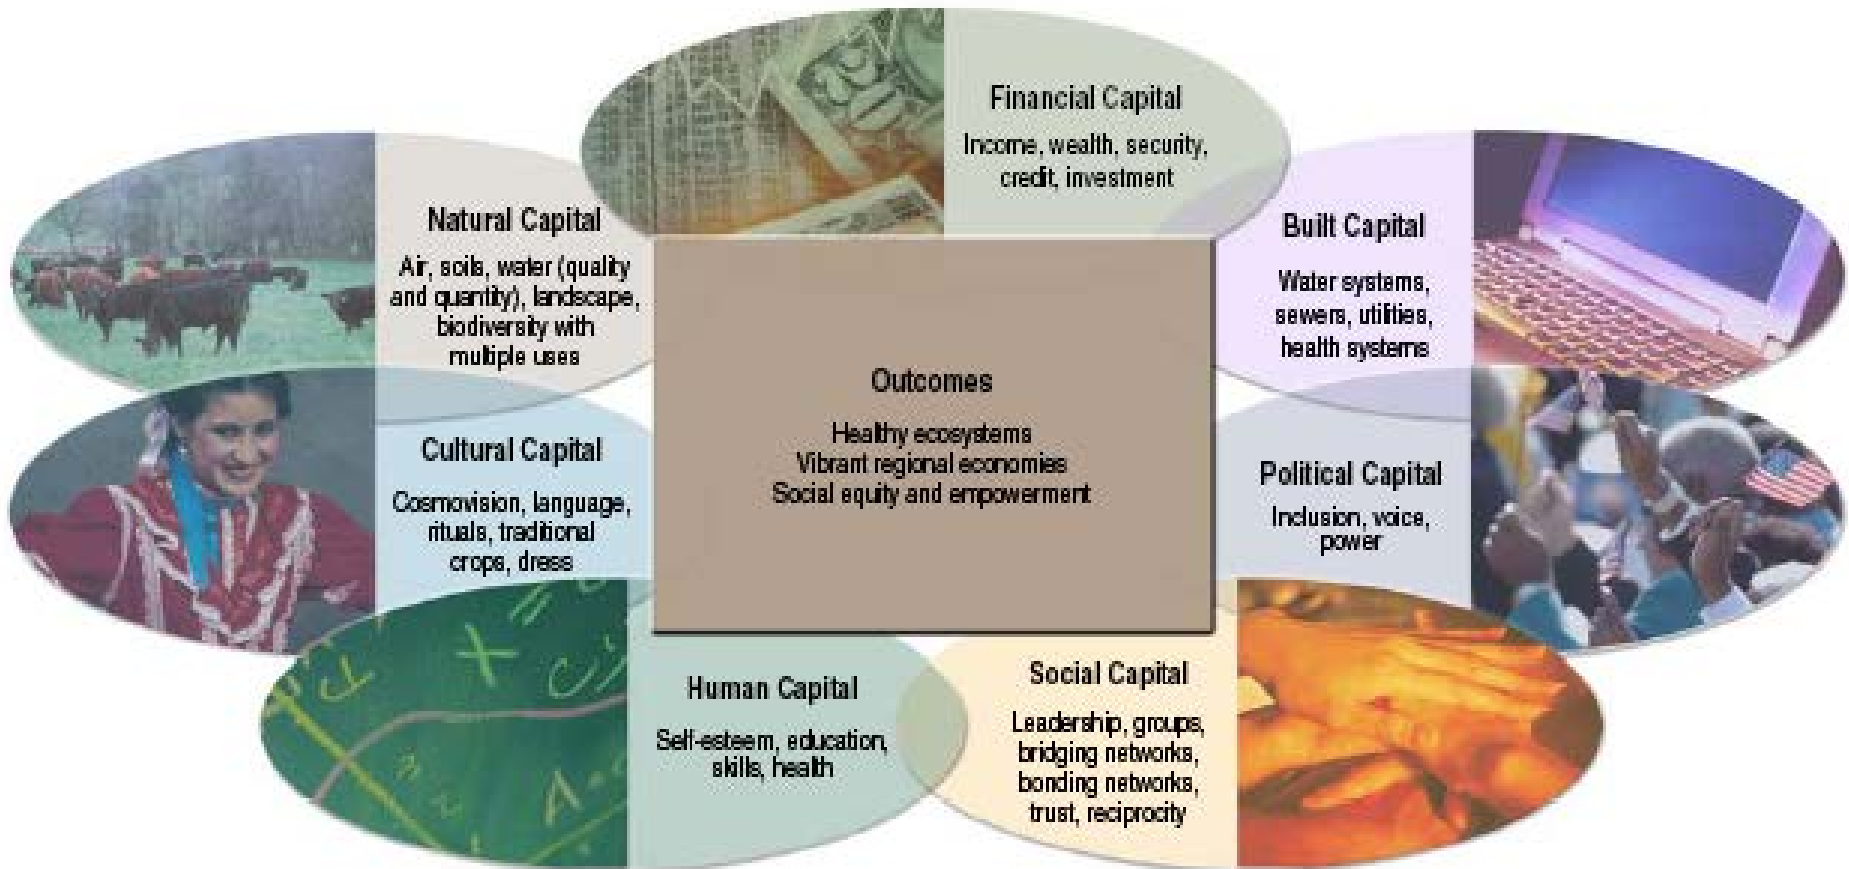 Financial Capital
Income, wealth, security,
credit, investment
Natural Capital
Air, soils, water (quality
and quantity), landscape,
biodiversity with
multiple uses
Built Capital
Water systems,
sewers, utilities,
health systems
Outcomes
Healthy ecosystems
Vibrant regional economies
Social equity and empowerment
Cultural Capital
Cosmovision, language,
rituals, traditional
crops, dress
Political Capital
Inclusion, voice,
power
Human Capital
Self-esteem, education,
skills, health
Social Capital
Leadership, groups,
bridging networks,
bonding networks,
trust, reciprocity